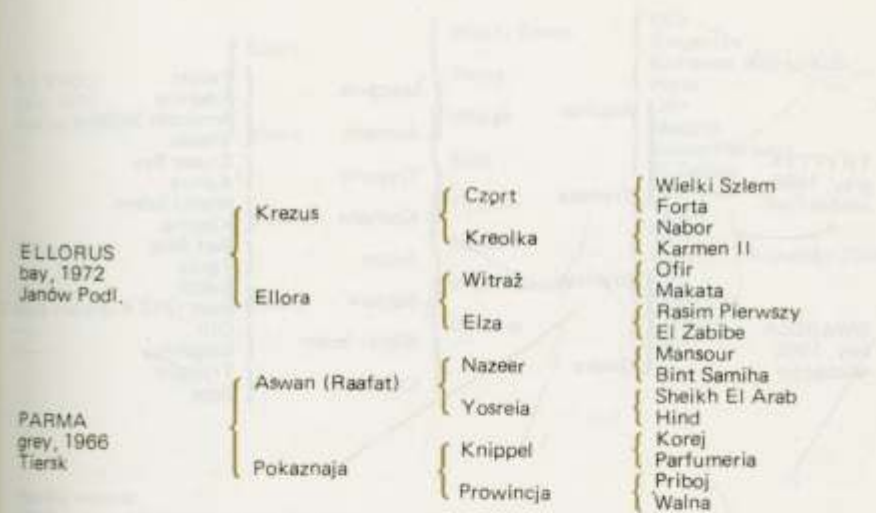 ELLORUS
bay, 1972
Janów Podl.
PARMA
grey, 1966
Tiersk
Krezus
Ellora
Aswan (Raafat)
Pokaznaja
Czort
Kreolka
Witraż
Elza
Nazeer
Yosreia
Knippel
Prowincja
Wielki Szlem
Forta
Nabor
Karmen II
Ofir
Makata
Rasim Pierwszy
El Zabibe
Mansour
Bint Samiha
Sheikh El Arab
Hind
Korej
Parfumeria
Priboj
Walna